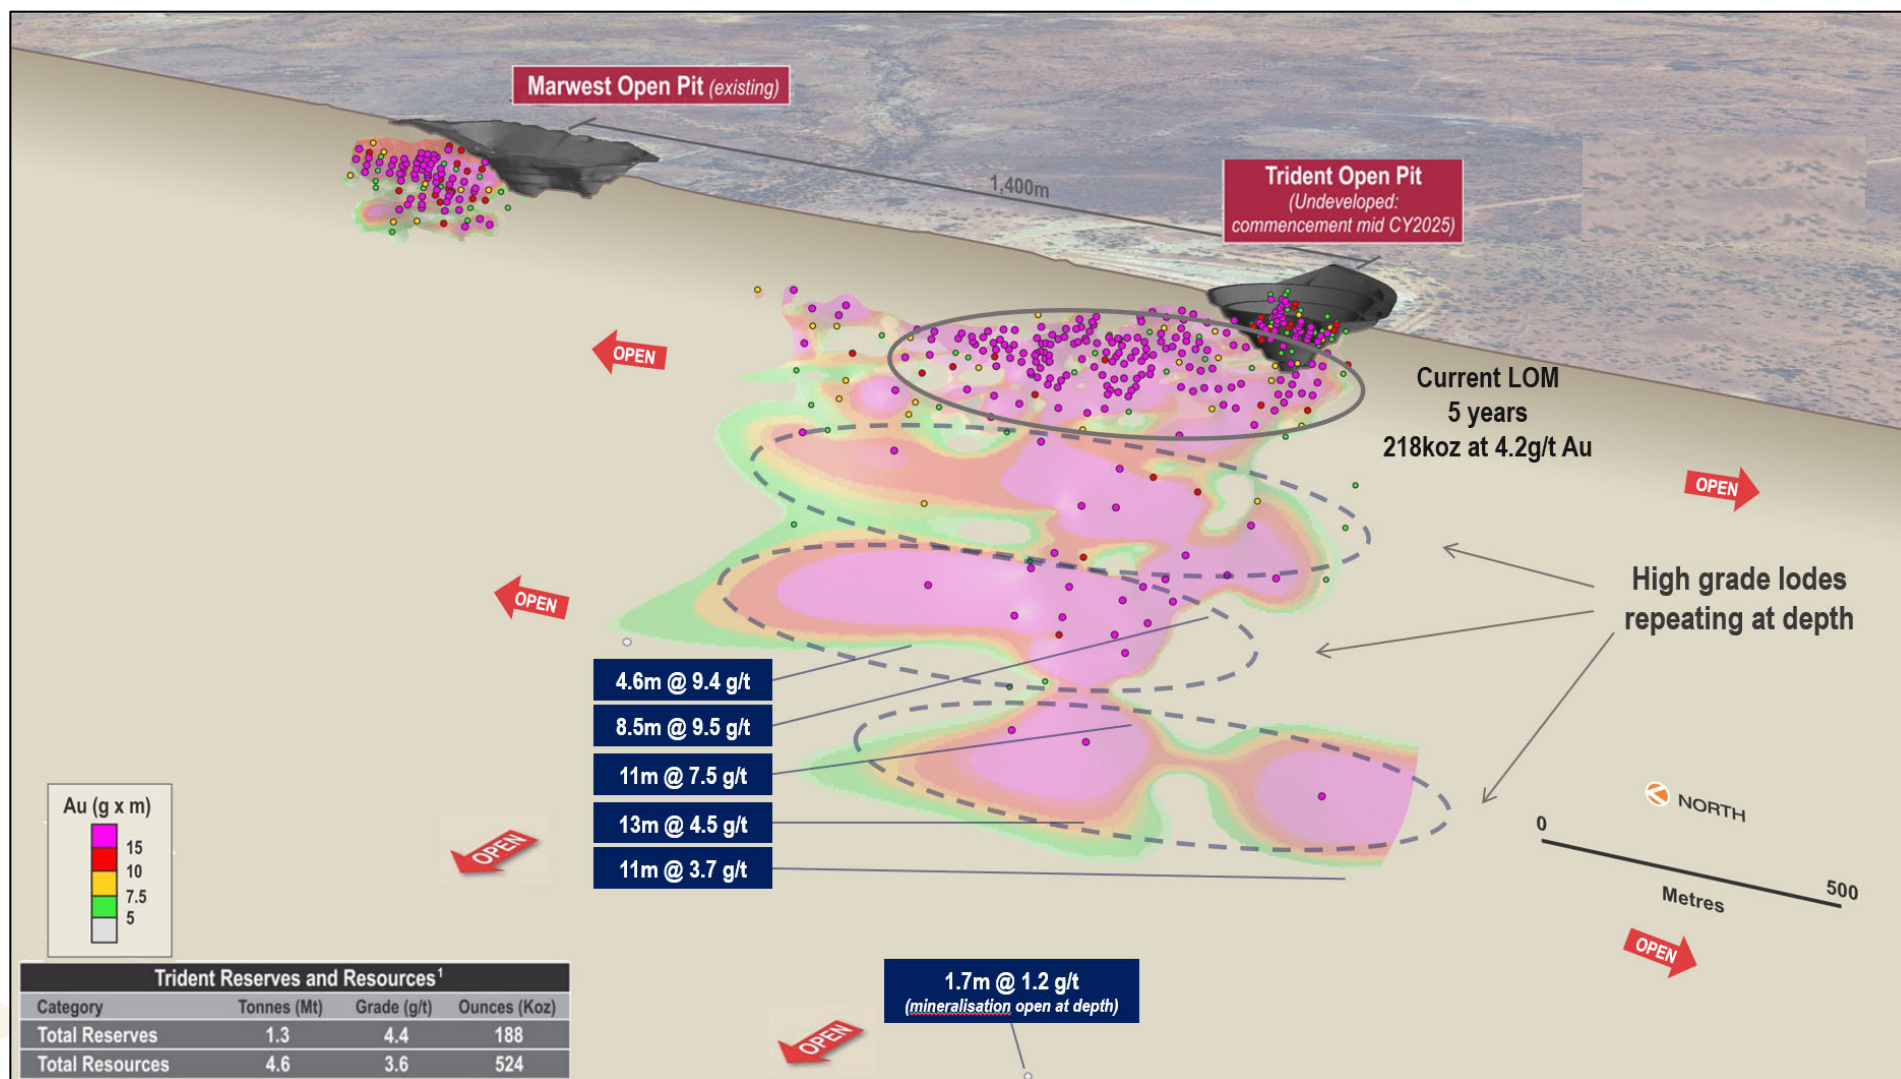 Marwest Open Pit (existing)
1,400m
Trident Open Pit
(Undeveloped:
commencement mid CY2025)
OPEN
Current LOM
5 years
218koz at 4.2g/t Au
OPEN
OPEN
High grade lodes
repeating at depth
4.6m @ 9.4 g/t
8.5m @ 9.5 g/t
11m @ 7.5 g/t
13m @ 4.5 g/t
11m @ 3.7 g/t
Au (g x m)
15
10
7.5
5
OPEN
NORTH
0
500
Metres
OPEN
Trident Reserves and Resources¹
Category Tonnes (Mt) Grade (g/t) Ounces (Koz)
Total Reserves 1.3 4.4 188
Total Resources 4.6 3.6 524
1.7m @ 1.2 g/t
(mineralisation open at depth)
OPEN